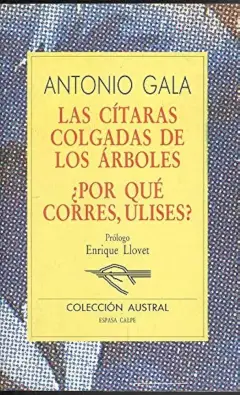 ANTONIO GALA
LAS CÍTARAS
COLGADAS DE
LOS ÁRBOLES
¿POR QUÉ
CORRES, ULISES?
Prólogo
Enrique Llovet
COLECCIÓN AUSTRAL
ESPASA CALPE